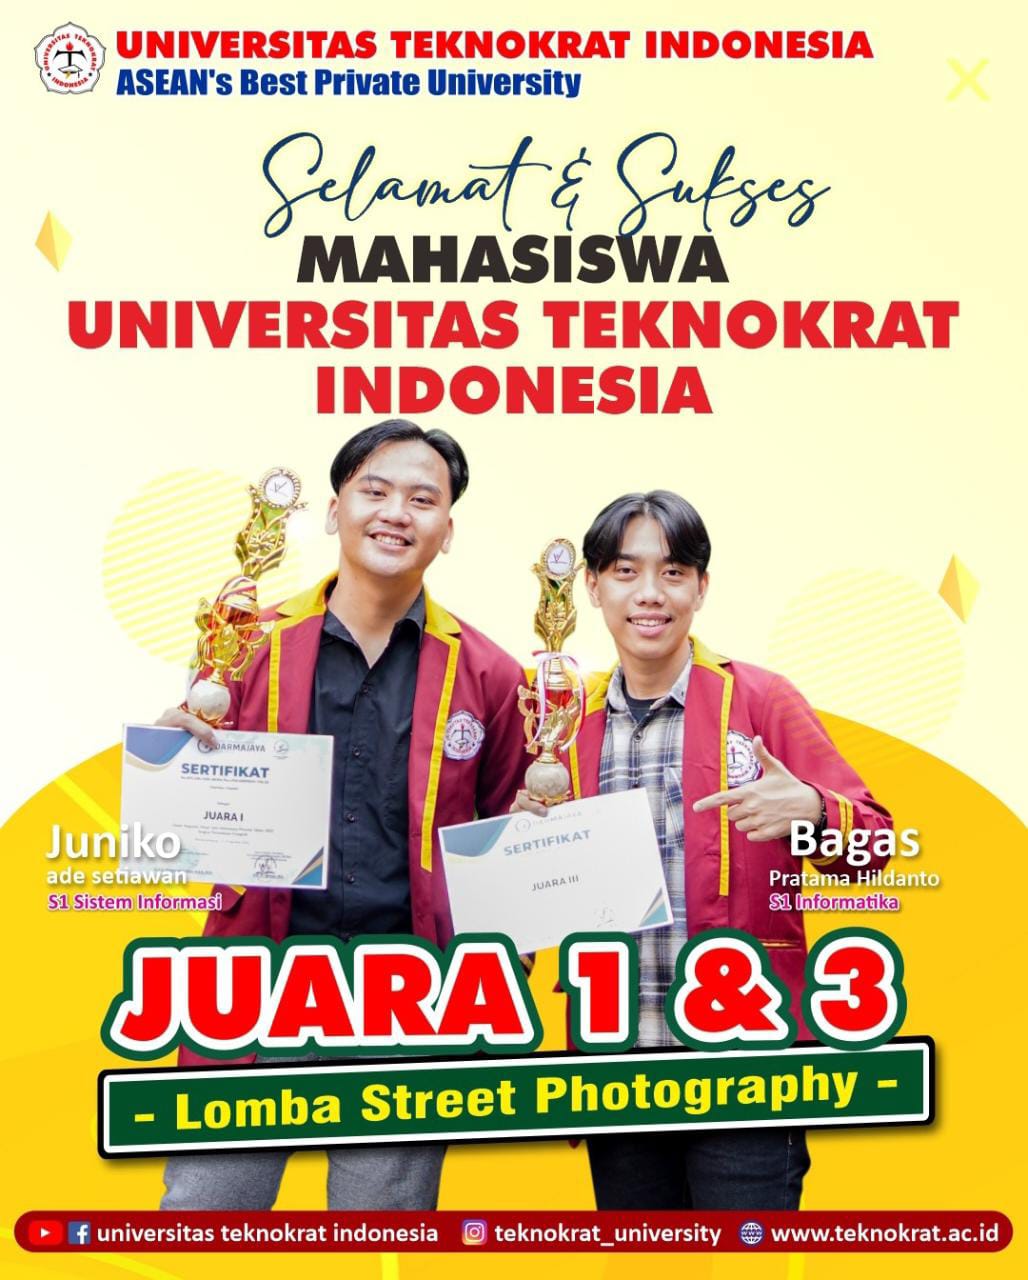 UNIVERSITAS TEKNOKRAT INDONESIA
ASEAN's Best Private University
Selamat & Sukses
MAHASISWA
UNIVERSITAS TEKNOKRAT
INDONESIA
DARMAJAYA
SERTIFIKAT
JUARA I
DARMAJAYA
SERTIFIKAT
JUARA III
Juniko
ade setiawan
S1 Sistem Informasi
Bagas
Pratama Hildanto
S1 Informatika
JUARA 1 & 3
- Lomba Street Photography -
universitas teknokrat indonesia
teknokrat_university
www.teknokrat.ac.id